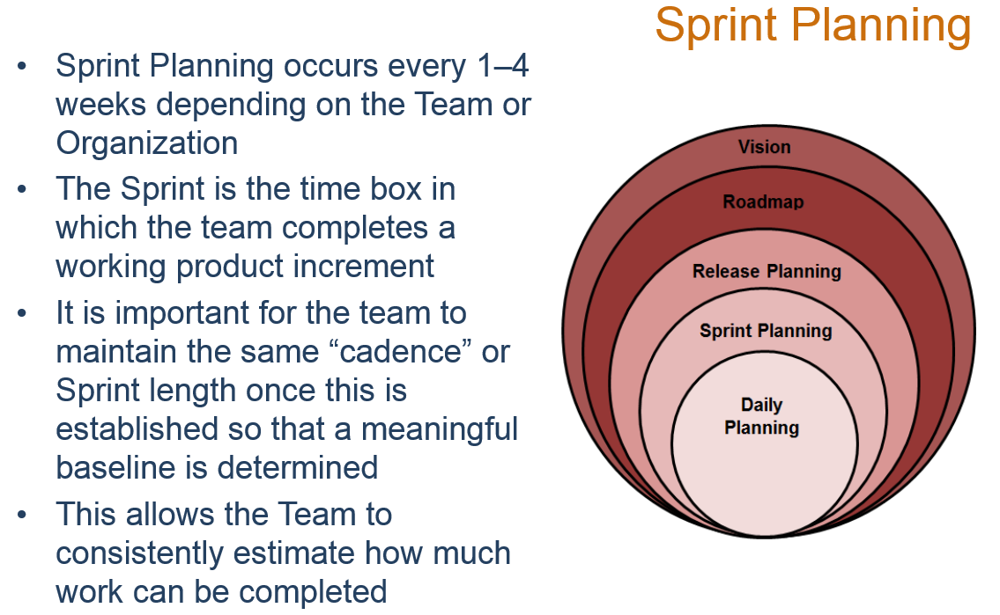 Sprint Planning
• Sprint Planning occurs every 1–4
weeks depending on the Team or
Organization
• The Sprint is the time box in
which the team completes a
working product increment
• It is important for the team to
maintain the same “cadence” or
Sprint length once this is
established so that a meaningful
baseline is determined
• This allows the Team to
consistently estimate how much
work can be completed
Vision
Roadmap
Release Planning
Sprint Planning
Daily
Planning